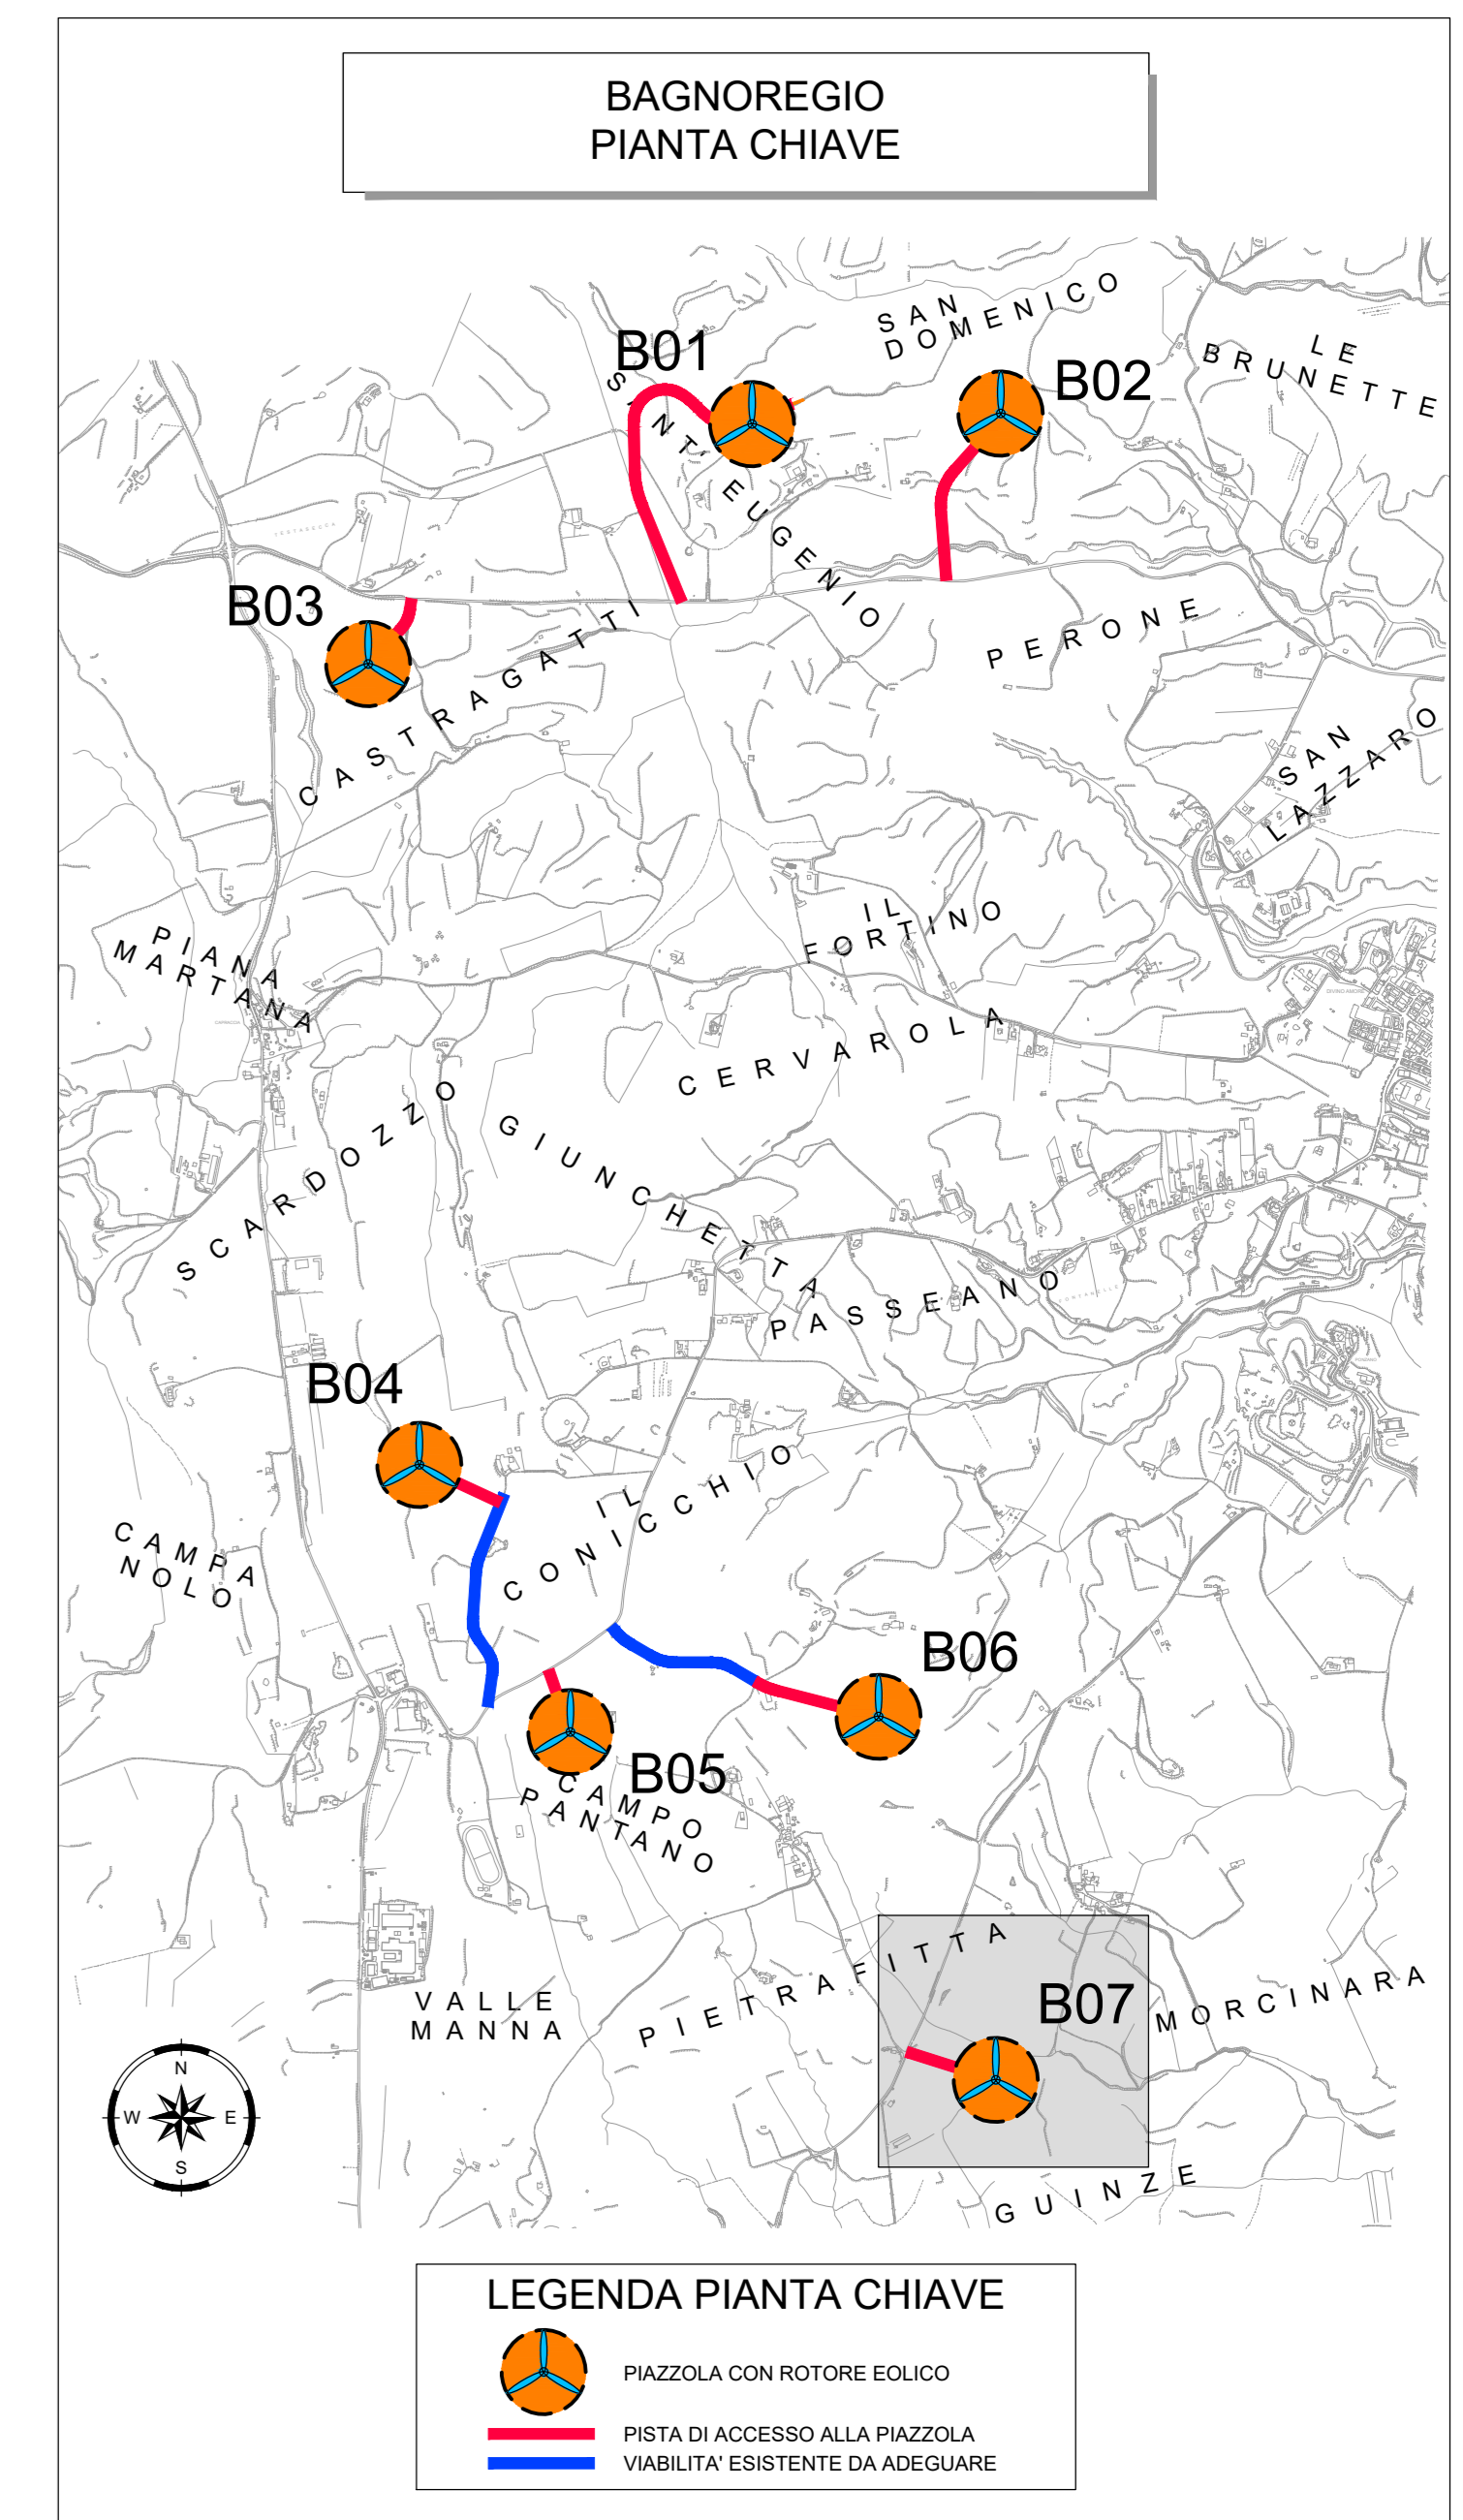 BAGNOREGIO
PIANTA CHIAVE
SAN
DOMENICO
LE
BRUNETTE
B01
B02
SANT' EUGENIO
B03
CASTRAGATTI
PERONE
SAN
LAZZARO
PIANA
MARTANA
IL
FORTINO
CERVAROLA
SCARDOZZO
GIUNCHETTA
PASSEANO
B04
IL
CONICCHIO
CAMPA
NOLO
B06
B05
CAMPO
PANTANO
PIETRAFITTA
B07
MORCINARA
VALLE
MANNA
GUINZE
N
W
E
S
LEGENDA PIANTA CHIAVE
PIAZZOLA CON ROTORE EOLICO
PISTA DI ACCESSO ALLA PIAZZOLA
VIABILITA' ESISTENTE DA ADEGUARE